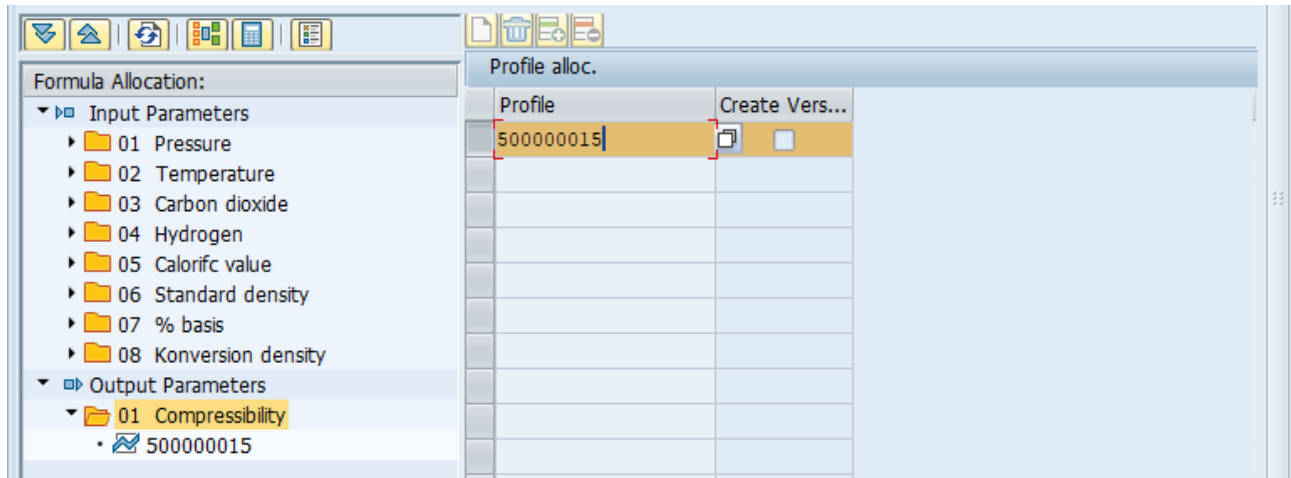 Profile alloc.
Formula Allocation:
Profile Create Vers...
Input Parameters
500000015
01 Pressure
02 Temperature
03 Carbon dioxide
04 Hydrogen
05 Calorifc value
06 Standard density
07 % basis
08 Konversion density
Output Parameters
01 Compressibility
500000015